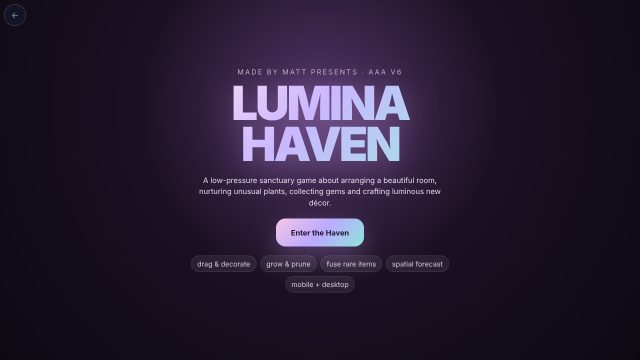 ←
MADE BY MATT PRESENTS · AAA V6
LUMINA
HAVEN
A low-pressure sanctuary game about arranging a beautiful room,
nurturing unusual plants, collecting gems and crafting luminous new
décor.
Enter the Haven
drag & decorate
grow & prune
fuse rare items
spatial forecast
mobile + desktop